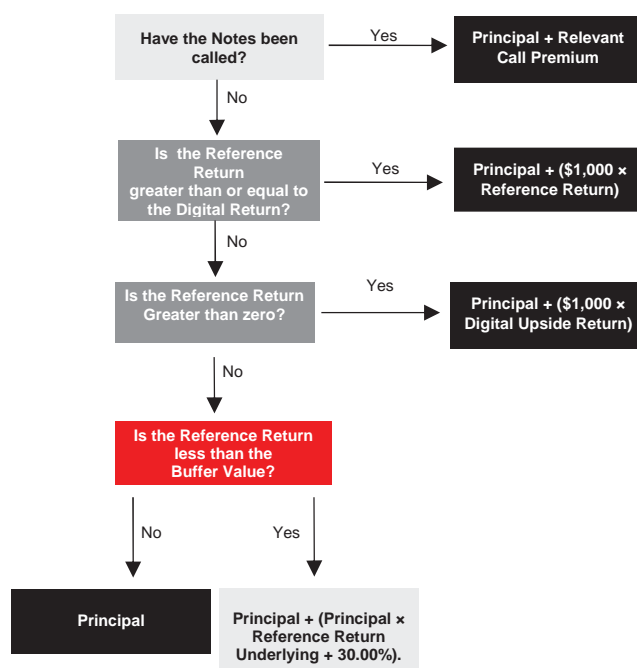 Have the Notes been
called?
Yes
Principal + Relevant
Call Premium
No
Is the Reference
Return
greater than or equal to
the Digital Return?
Yes
Principal + ($1,000 ×
Reference Return)
No
Is the Reference Return
Greater than zero?
Yes
Principal + ($1,000 ×
Digital Upside Return)
No
Is the Reference Return
less than the
Buffer Value?
No
Yes
Principal
Principal + (Principal ×
Reference Return
Underlying + 30.00%).